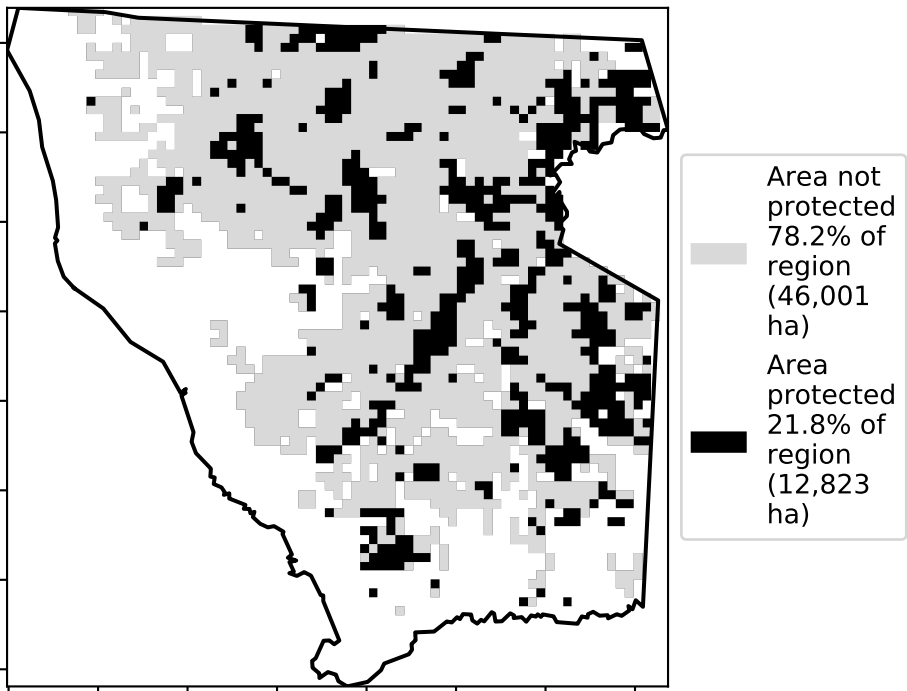 Area not
protected
78.2% of
region
(46,001
ha)
Area
protected
21.8% of
region
(12,823
ha)